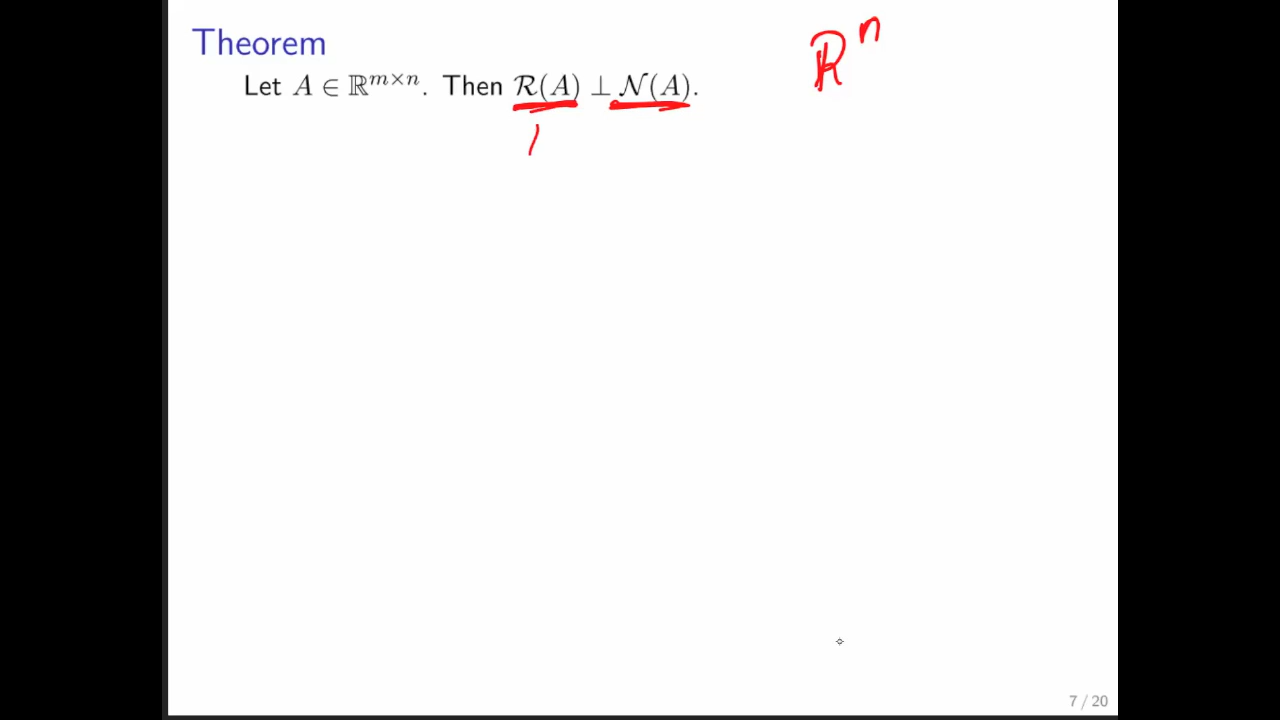 Theorem
Let A ∈ ℝ^{m×n}. Then ℛ(A) ⊥ 𝒩(A).
ℝ^n
7 / 20